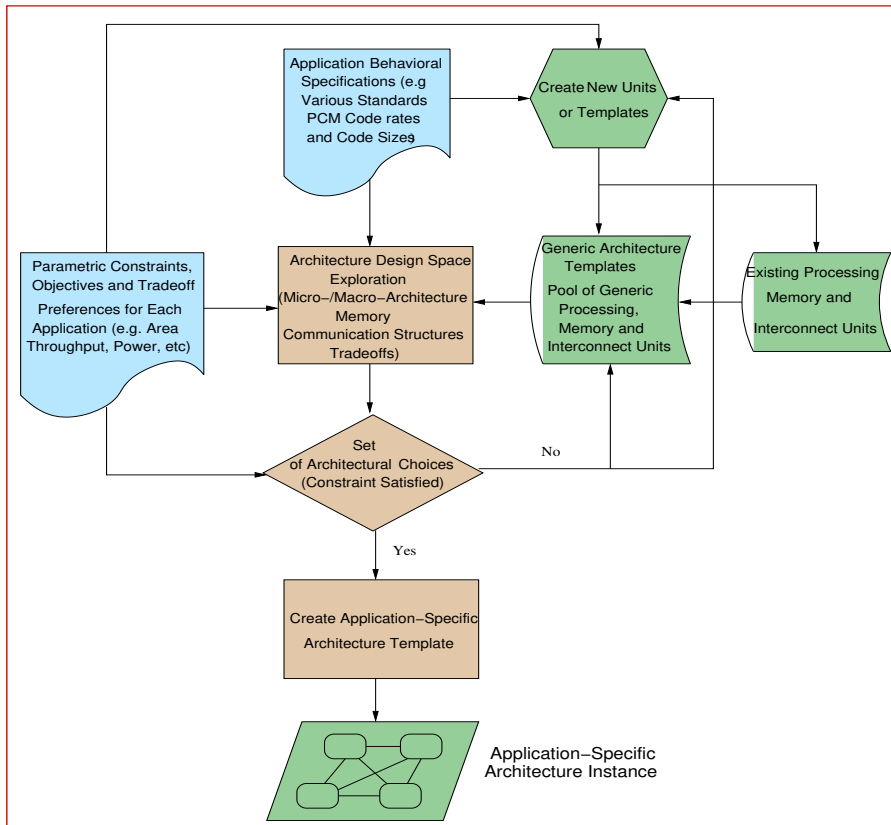 Application Behavioral
Specifications (e.g
Various Standards
PCM Code rates
and Code Sizes)
Create New Units
or Templates
Parametric Constraints,
Objectives and Tradeoff
Preferences for Each
Application (e.g. Area
Throughput, Power, etc)
Architecture Design Space
Exploration
(Micro−/Macro−Architecture
Memory
Communication Structures
Tradeoffs)
Generic Architecture
Templates
Pool of Generic
Processing,
Memory and
Interconnect Units
Existing Processing
Memory and
Interconnect Units
Set
of Architectural Choices
(Constraint Satisfied)
No
Yes
Create Application−Specific
Architecture Template
Application−Specific
Architecture Instance